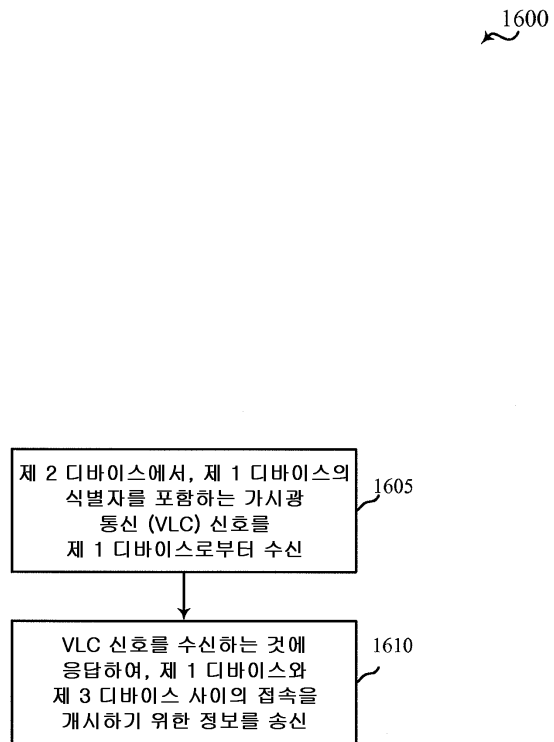 1600
제 2 디바이스에서, 제 1 디바이스의
식별자를 포함하는 가시광
통신 (VLC) 신호를
제 1 디바이스로부터 수신
1605
VLC 신호를 수신하는 것에
응답하여, 제 1 디바이스와
제 3 디바이스 사이의 접속을
개시하기 위한 정보를 송신
1610